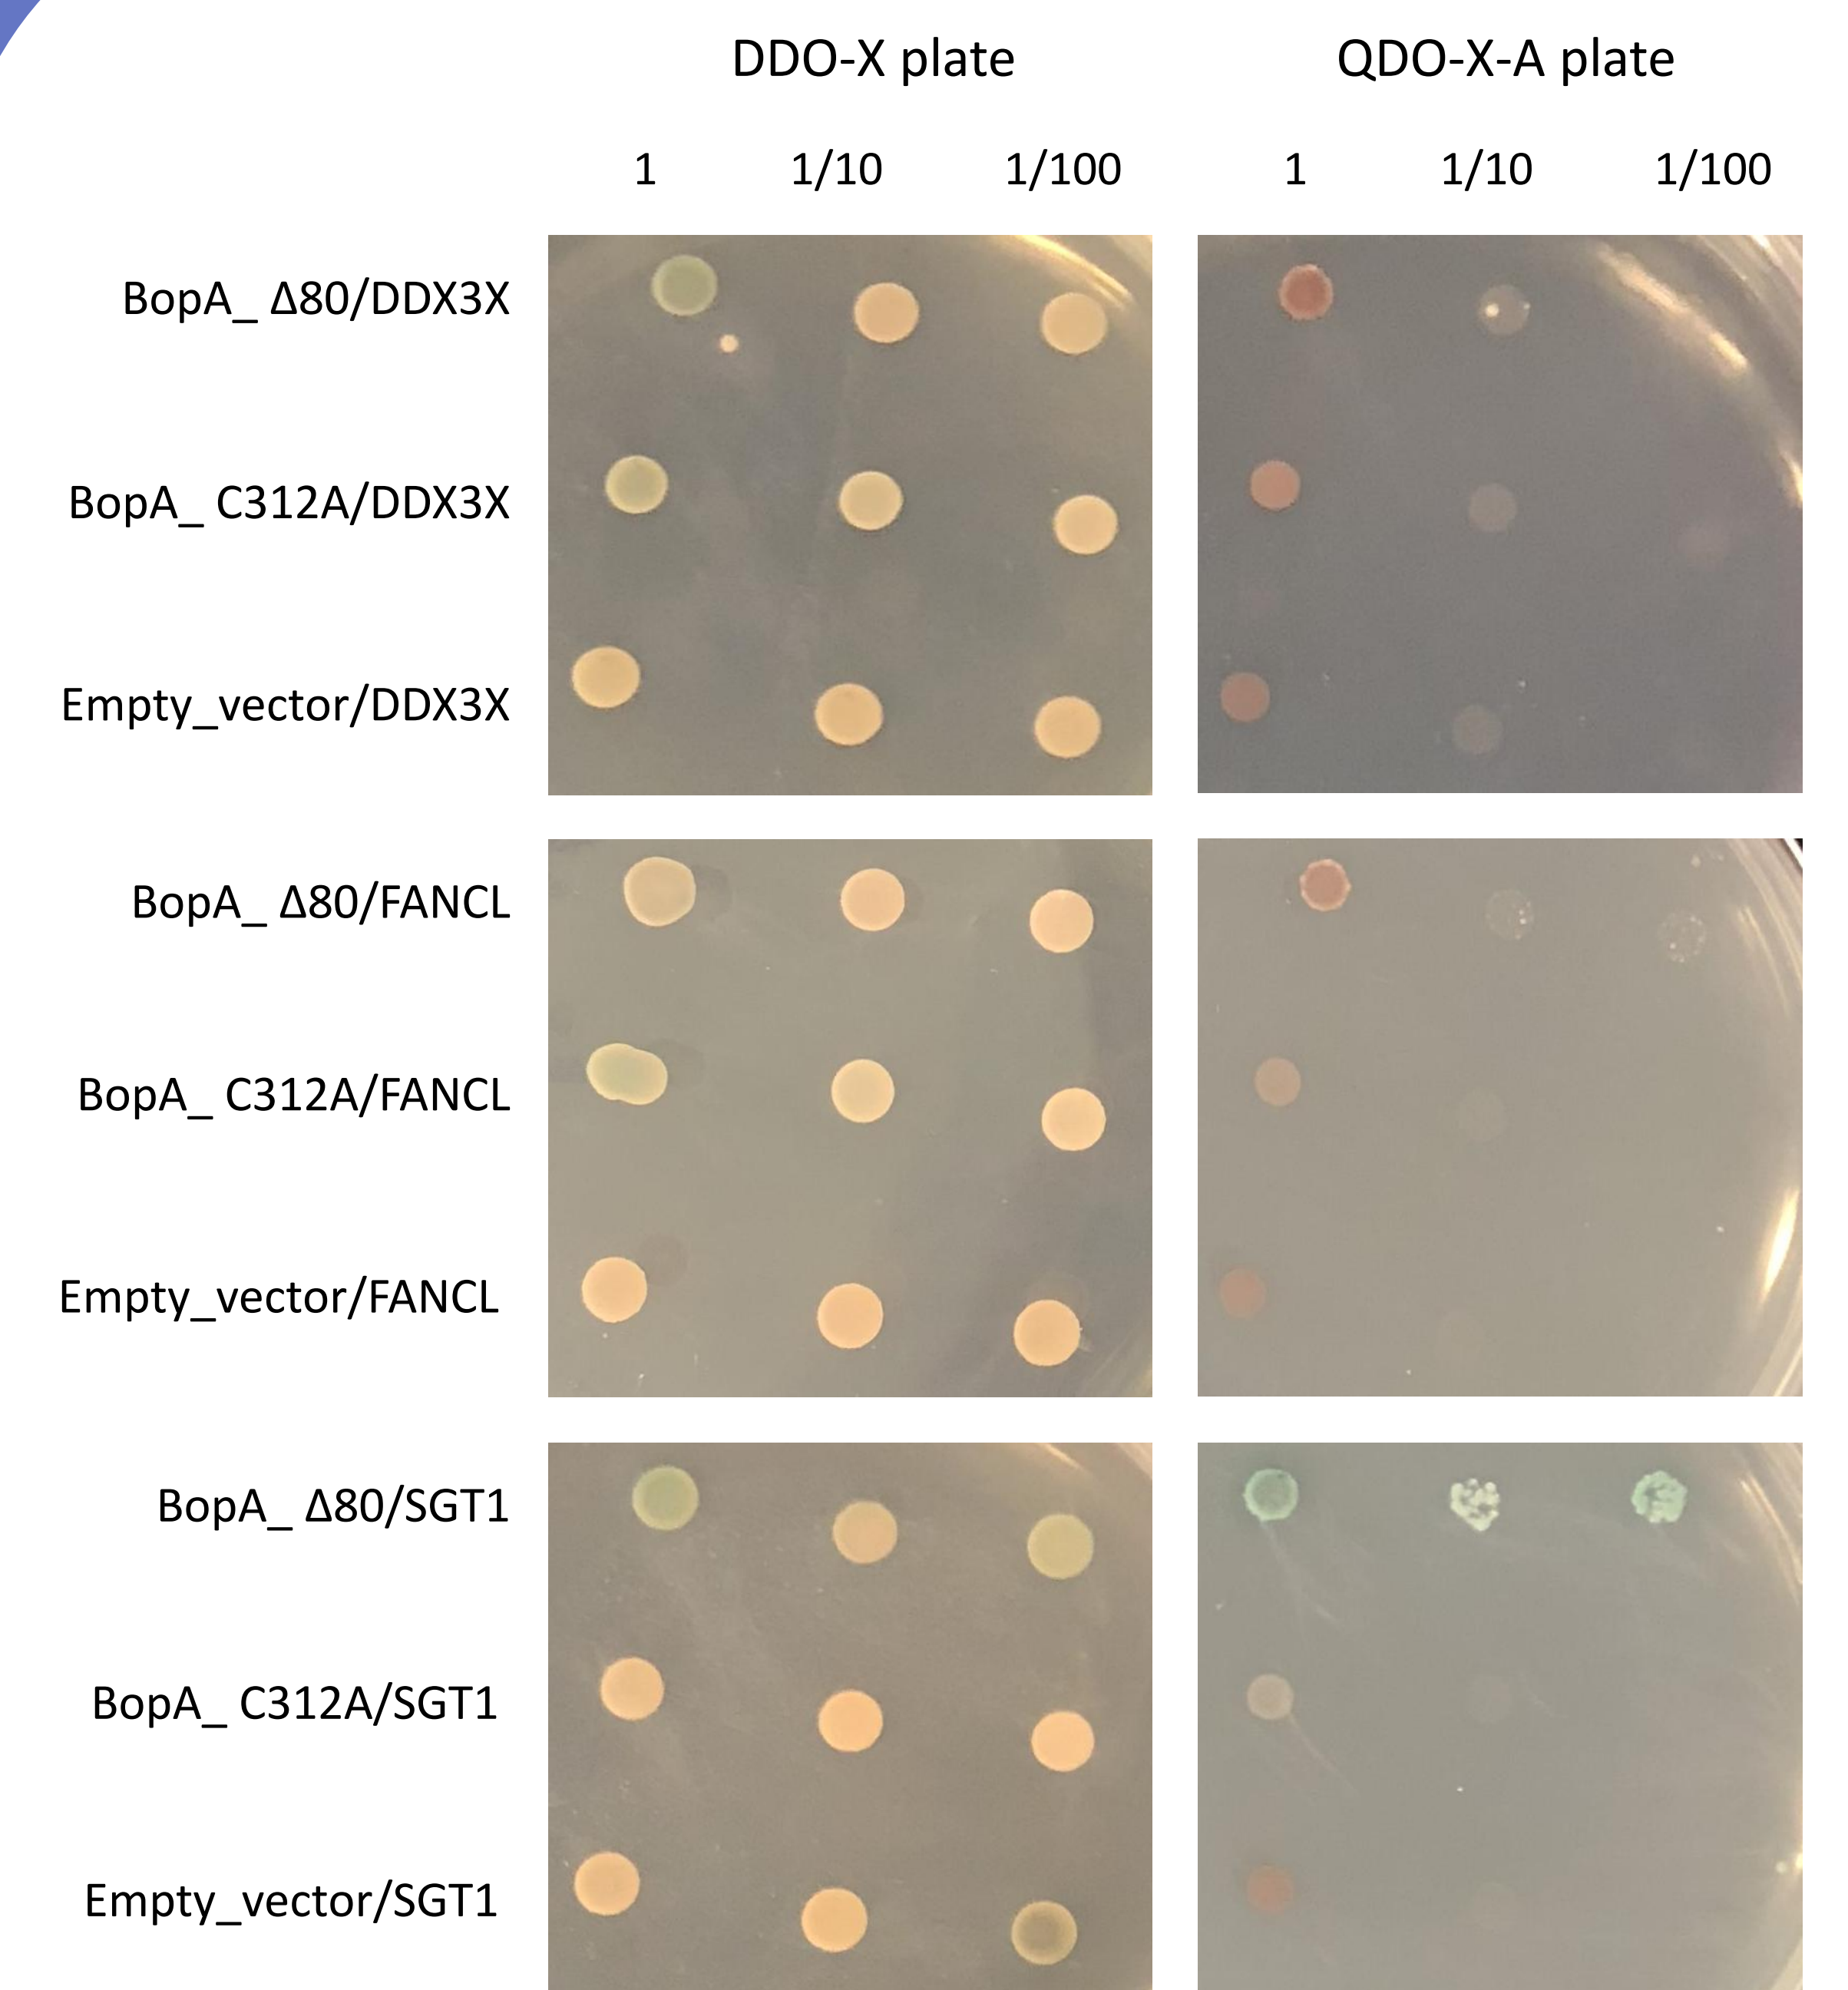 DDO-X plate QDO-X-A plate
1 1/10 1/100 1 1/10 1/100
BopA_ Δ80/DDX3X
BopA_ C312A/DDX3X
Empty_vector/DDX3X
BopA_ Δ80/FANCL
BopA_ C312A/FANCL
Empty_vector/FANCL
BopA_ Δ80/SGT1
BopA_ C312A/SGT1
Empty_vector/SGT1